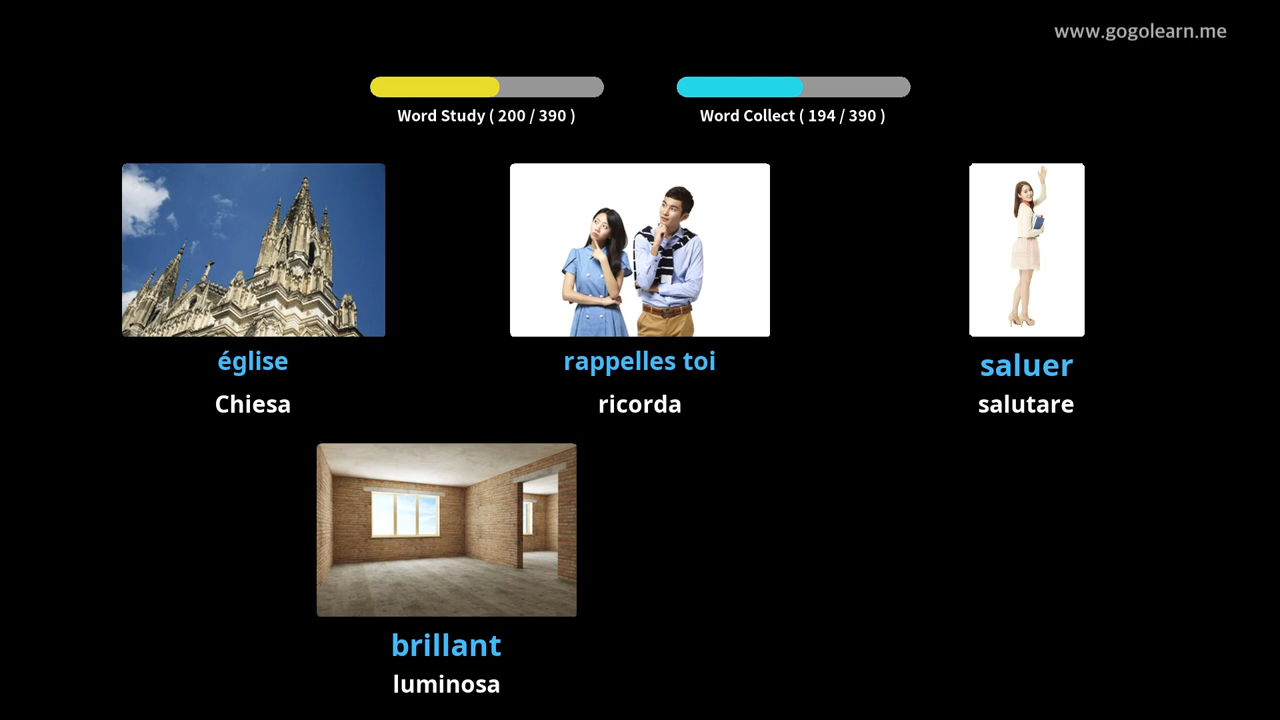 www.gogolearn.me
Word Study ( 200 / 390 )
Word Collect ( 194 / 390 )
église
Chiesa
rappelles toi
ricorda
saluer
salutare
brillant
luminosa